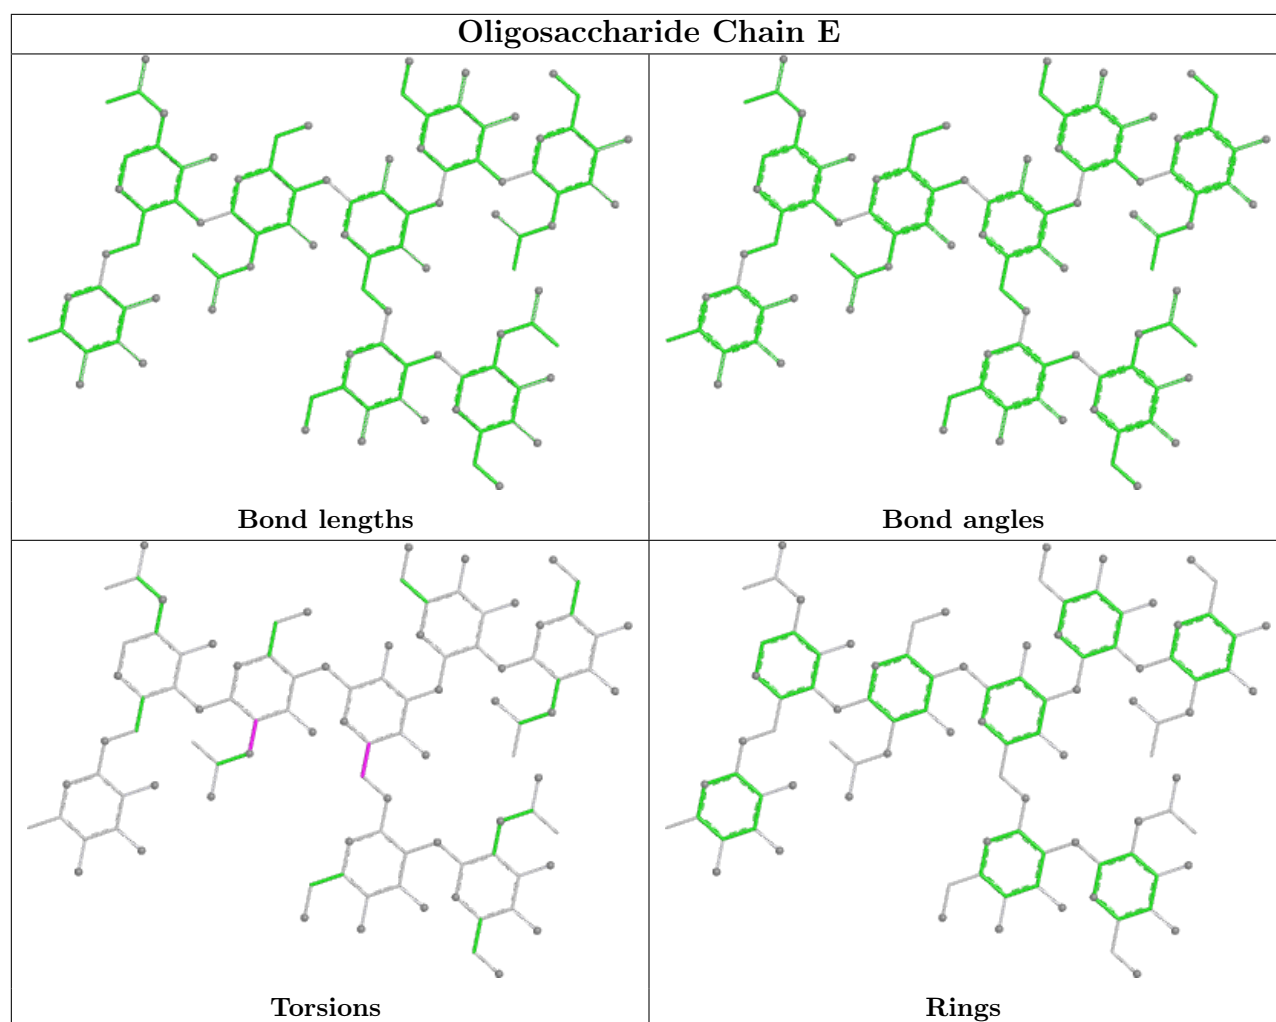 Oligosaccharide Chain E
Bond lengths
Bond angles
Torsions
Rings